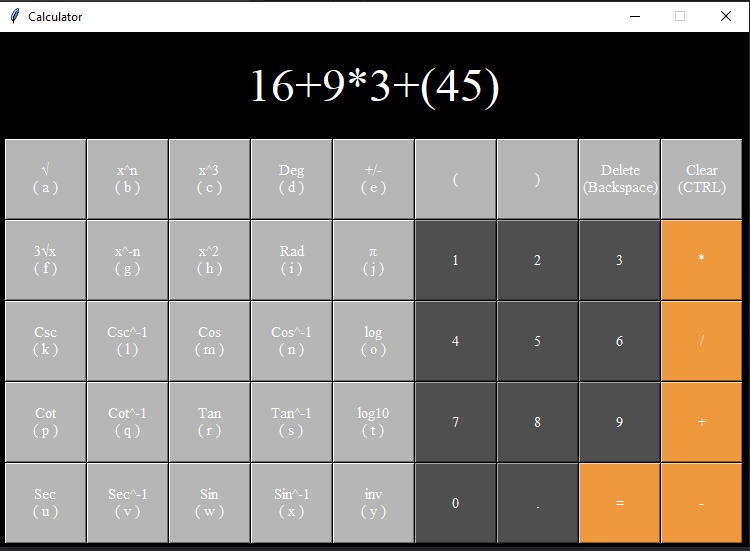 Calculator
16+9*3+(45)
√ x^n x^3 Deg +/- ( ) Delete Clear
( a ) ( b ) ( c ) ( d ) ( e ) (Backspace) (CTRL)
3√x x^-n x^2 Rad π 1 2 3 *
( f ) ( g ) ( h ) ( i ) ( j )
Csc Csc^-1 Cos Cos^-1 log 4 5 6 /
( k ) ( l ) ( m ) ( n ) ( o )
Cot Cot^-1 Tan Tan^-1 log10 7 8 9 +
( p ) ( q ) ( r ) ( s ) ( t )
Sec Sec^-1 Sin Sin^-1 inv 0 . = -
( u ) ( v ) ( w ) ( x ) ( y )